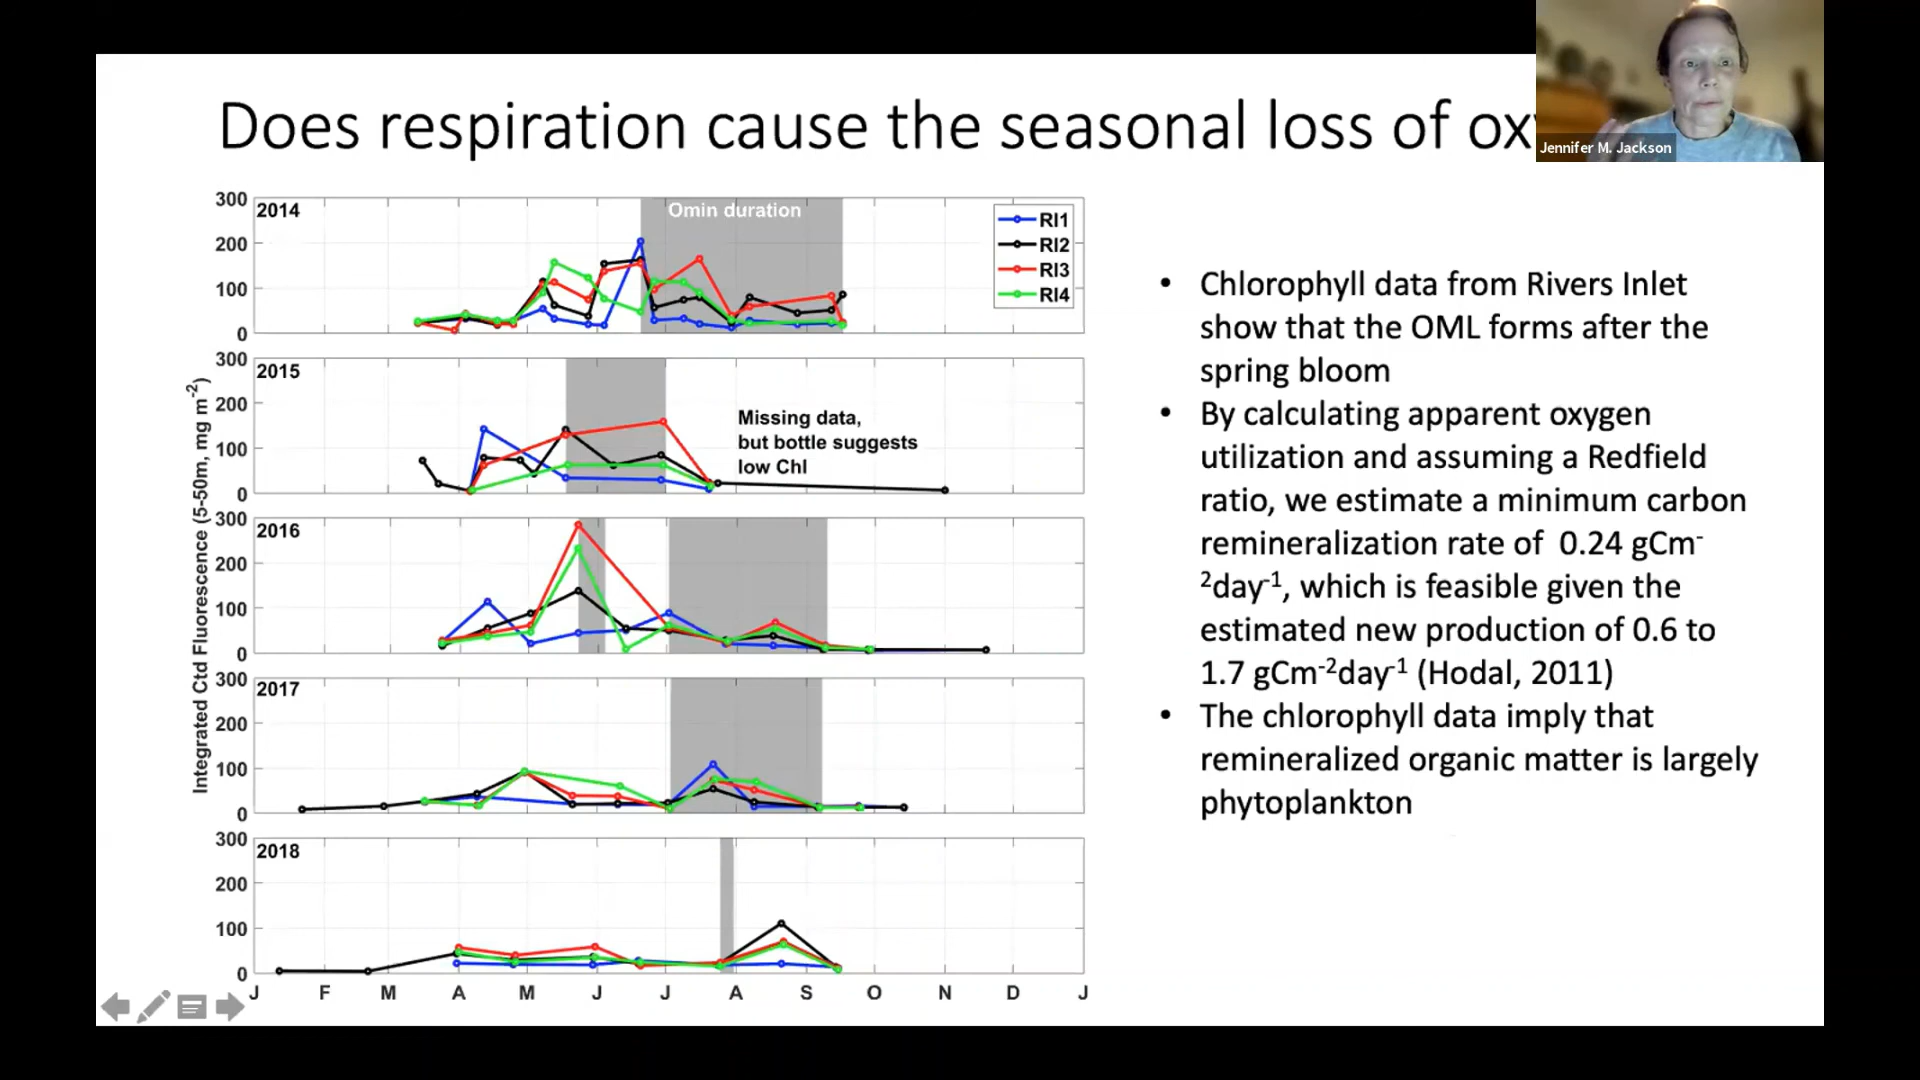 Does respiration cause the seasonal loss of ox
Jennifer M. Jackson
Integrated Ctd Fluorescence (5-50m, mg m-2)
300
200
100
0
2014
Omin duration
RI1
RI2
RI3
RI4
300
200
100
0
2015
Missing data,
but bottle suggests
low Chl
300
200
100
0
2016
300
200
100
0
2017
300
200
100
0
2018
J F M A M J J A S O N D J
• Chlorophyll data from Rivers Inlet
show that the OML forms after the
spring bloom
• By calculating apparent oxygen
utilization and assuming a Redfield
ratio, we estimate a minimum carbon
remineralization rate of 0.24 gCm-
2day-1, which is feasible given the
estimated new production of 0.6 to
1.7 gCm-2day-1 (Hodal, 2011)
• The chlorophyll data imply that
remineralized organic matter is largely
phytoplankton